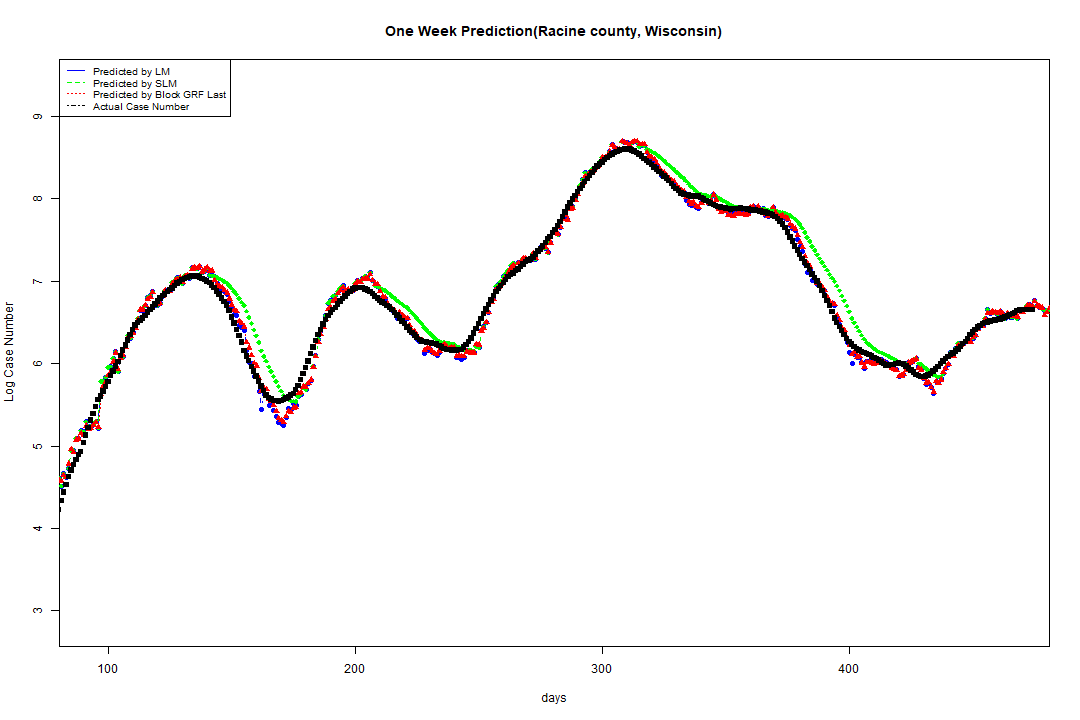 One Week Prediction(Racine county, Wisconsin)
Predicted by LM
Predicted by SLM
Predicted by Block GRF Last
Actual Case Number
9
8
7
6
5
4
3
Log Case Number
100 200 300 400
days